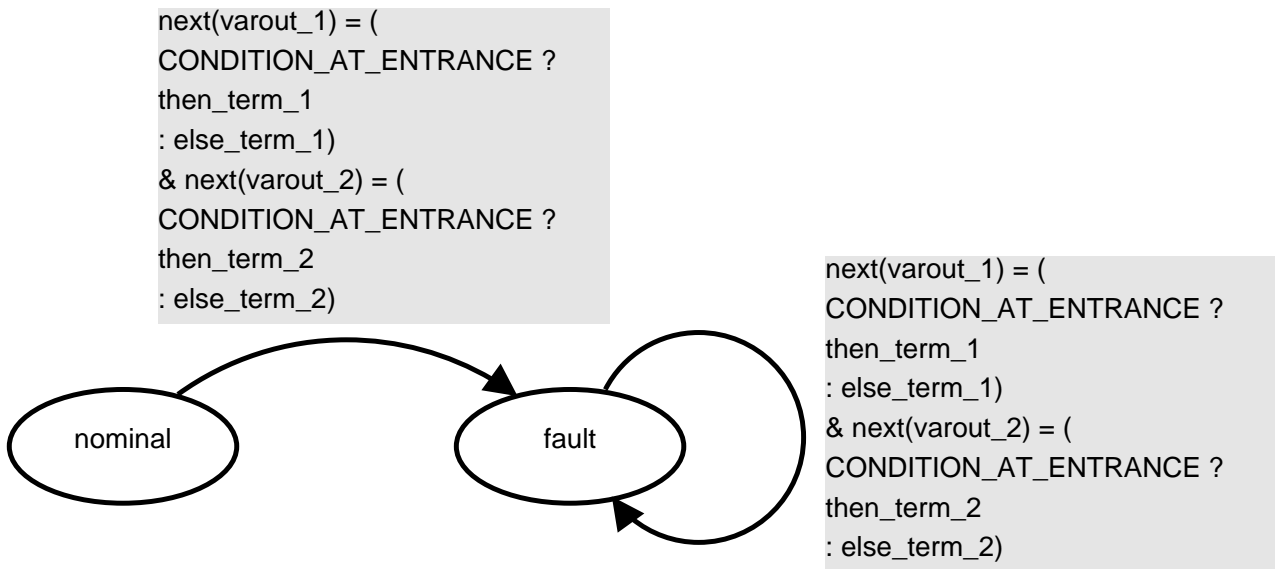 next(varout_1) = (
CONDITION_AT_ENTRANCE ?
then_term_1
: else_term_1)
& next(varout_2) = (
CONDITION_AT_ENTRANCE ?
then_term_2
: else_term_2)
nominal
fault
next(varout_1) = (
CONDITION_AT_ENTRANCE ?
then_term_1
: else_term_1)
& next(varout_2) = (
CONDITION_AT_ENTRANCE ?
then_term_2
: else_term_2)